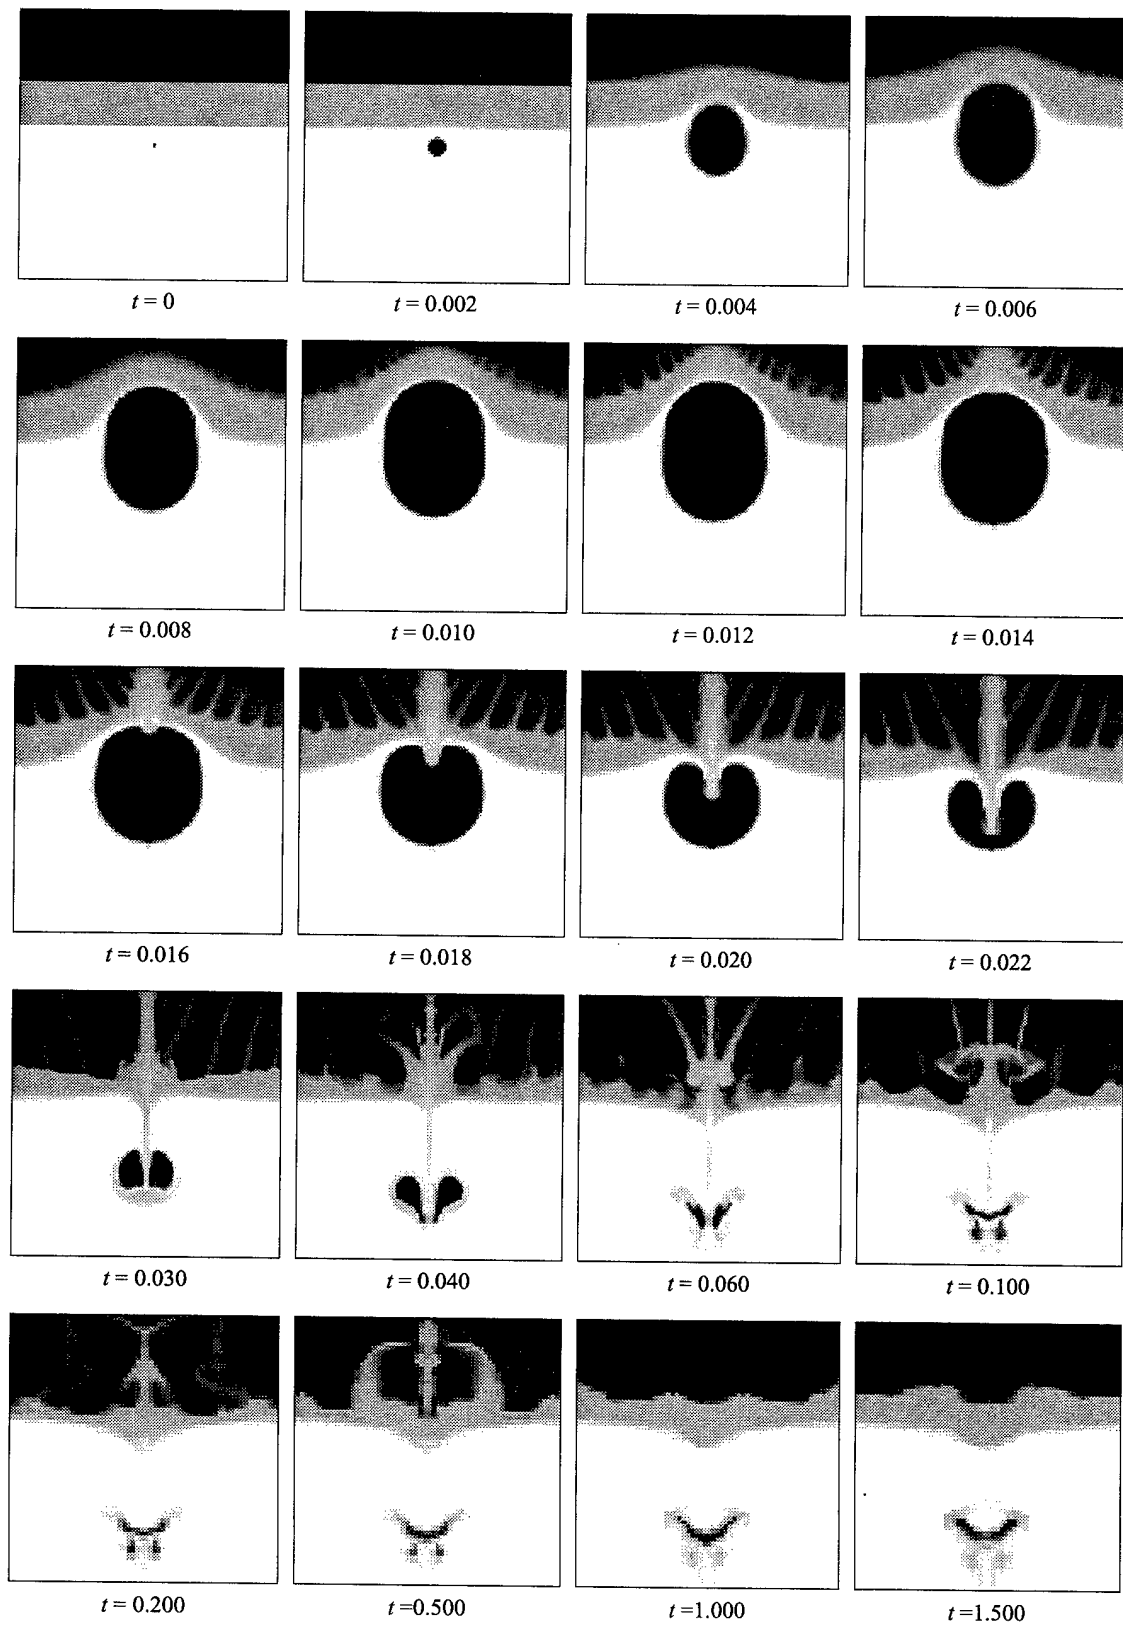 t = 0
t = 0.002
t = 0.004
t = 0.006
t = 0.008
t = 0.010
t = 0.012
t = 0.014
t = 0.016
t = 0.018
t = 0.020
t = 0.022
t = 0.030
t = 0.040
t = 0.060
t = 0.100
t = 0.200
t =0.500
t =1.000
t =1.500